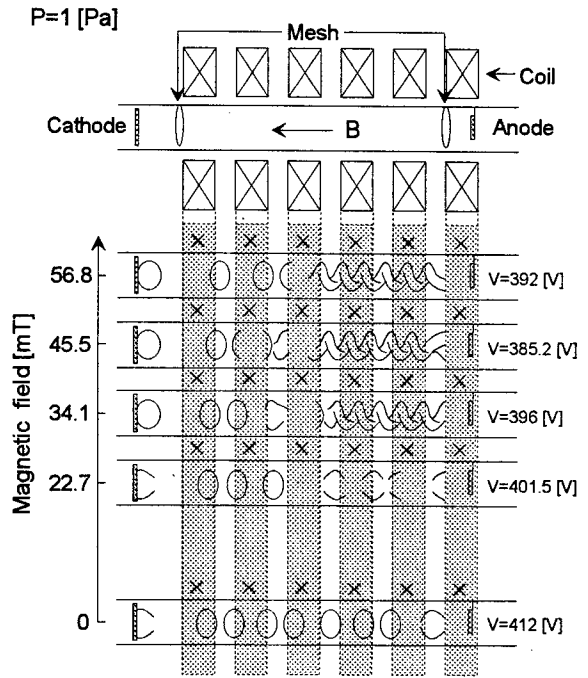 P=1 [Pa]
Mesh
Coil
Cathode
B
Anode
56.8
V=392 [V]
45.5
V=385.2 [V]
34.1
V=396 [V]
22.7
V=401.5 [V]
0
V=412 [V]
Magnetic field [mT]